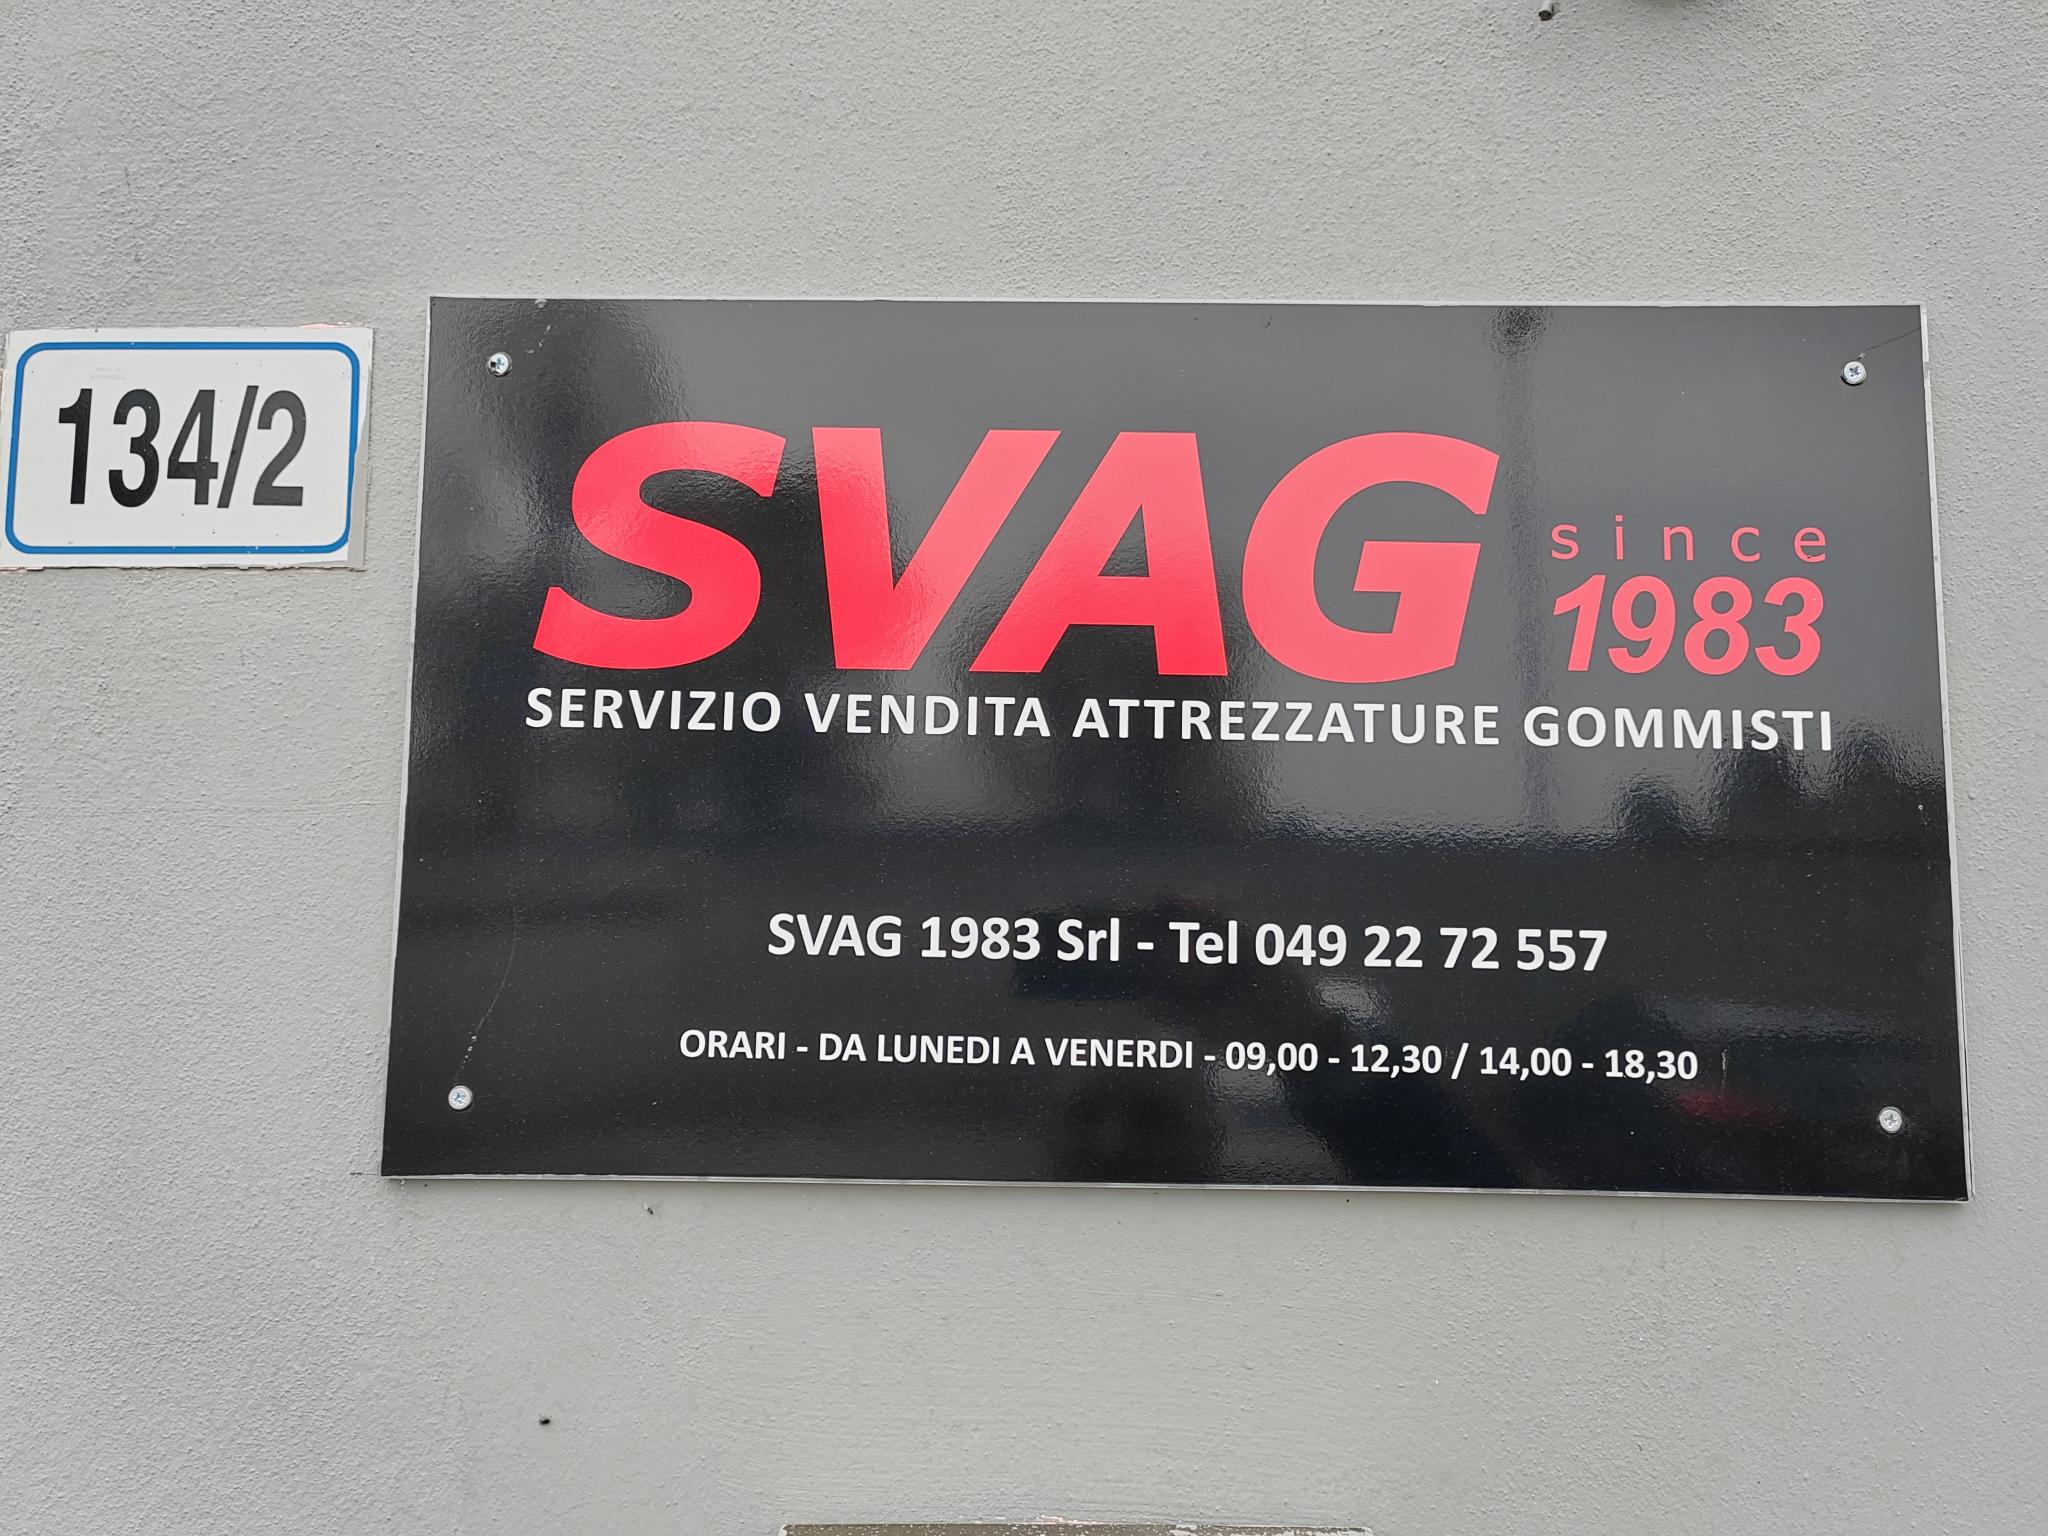 134/2
SVAG since
1983
SERVIZIO VENDITA ATTREZZATURE GOMMISTI
SVAG 1983 Srl - Tel 049 22 72 557
ORARI - DA LUNEDI A VENERDI - 09,00 - 12,30 / 14,00 - 18,30